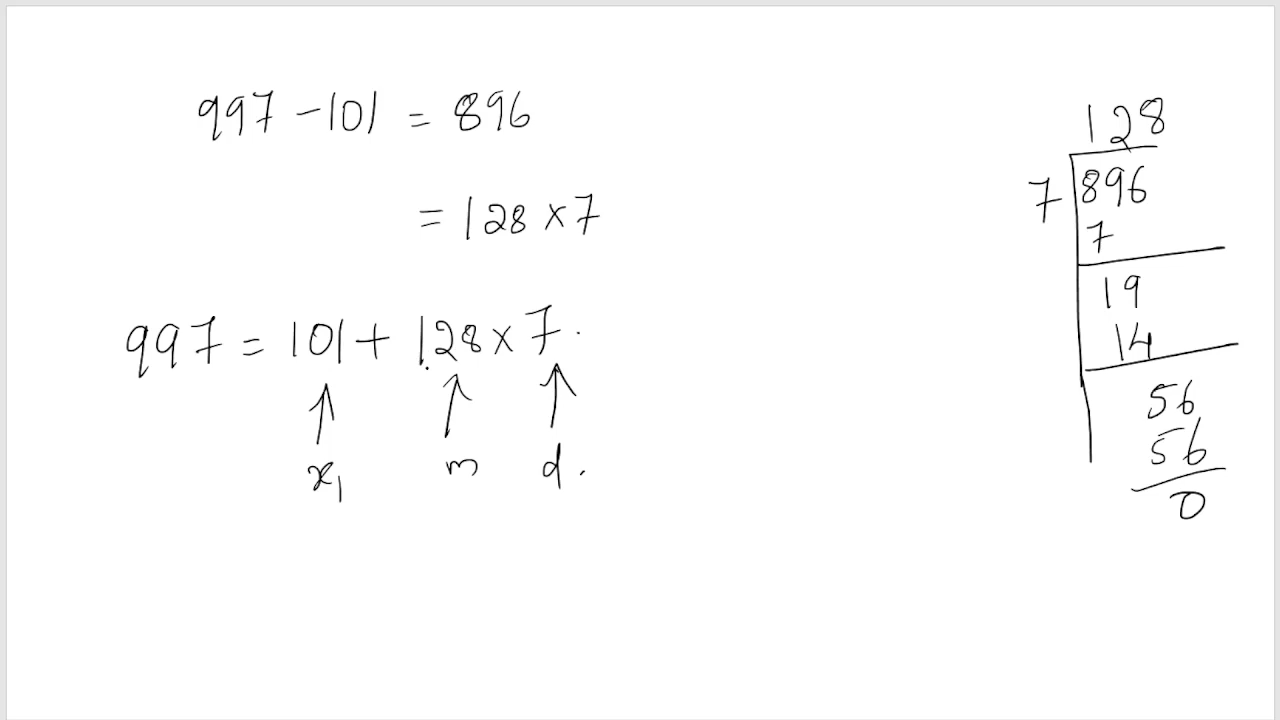 997 - 101 = 896
= 128 × 7
997 = 101 + 128 × 7 .
x₁ m d .
128
7 896
7
19
14
56
56
0